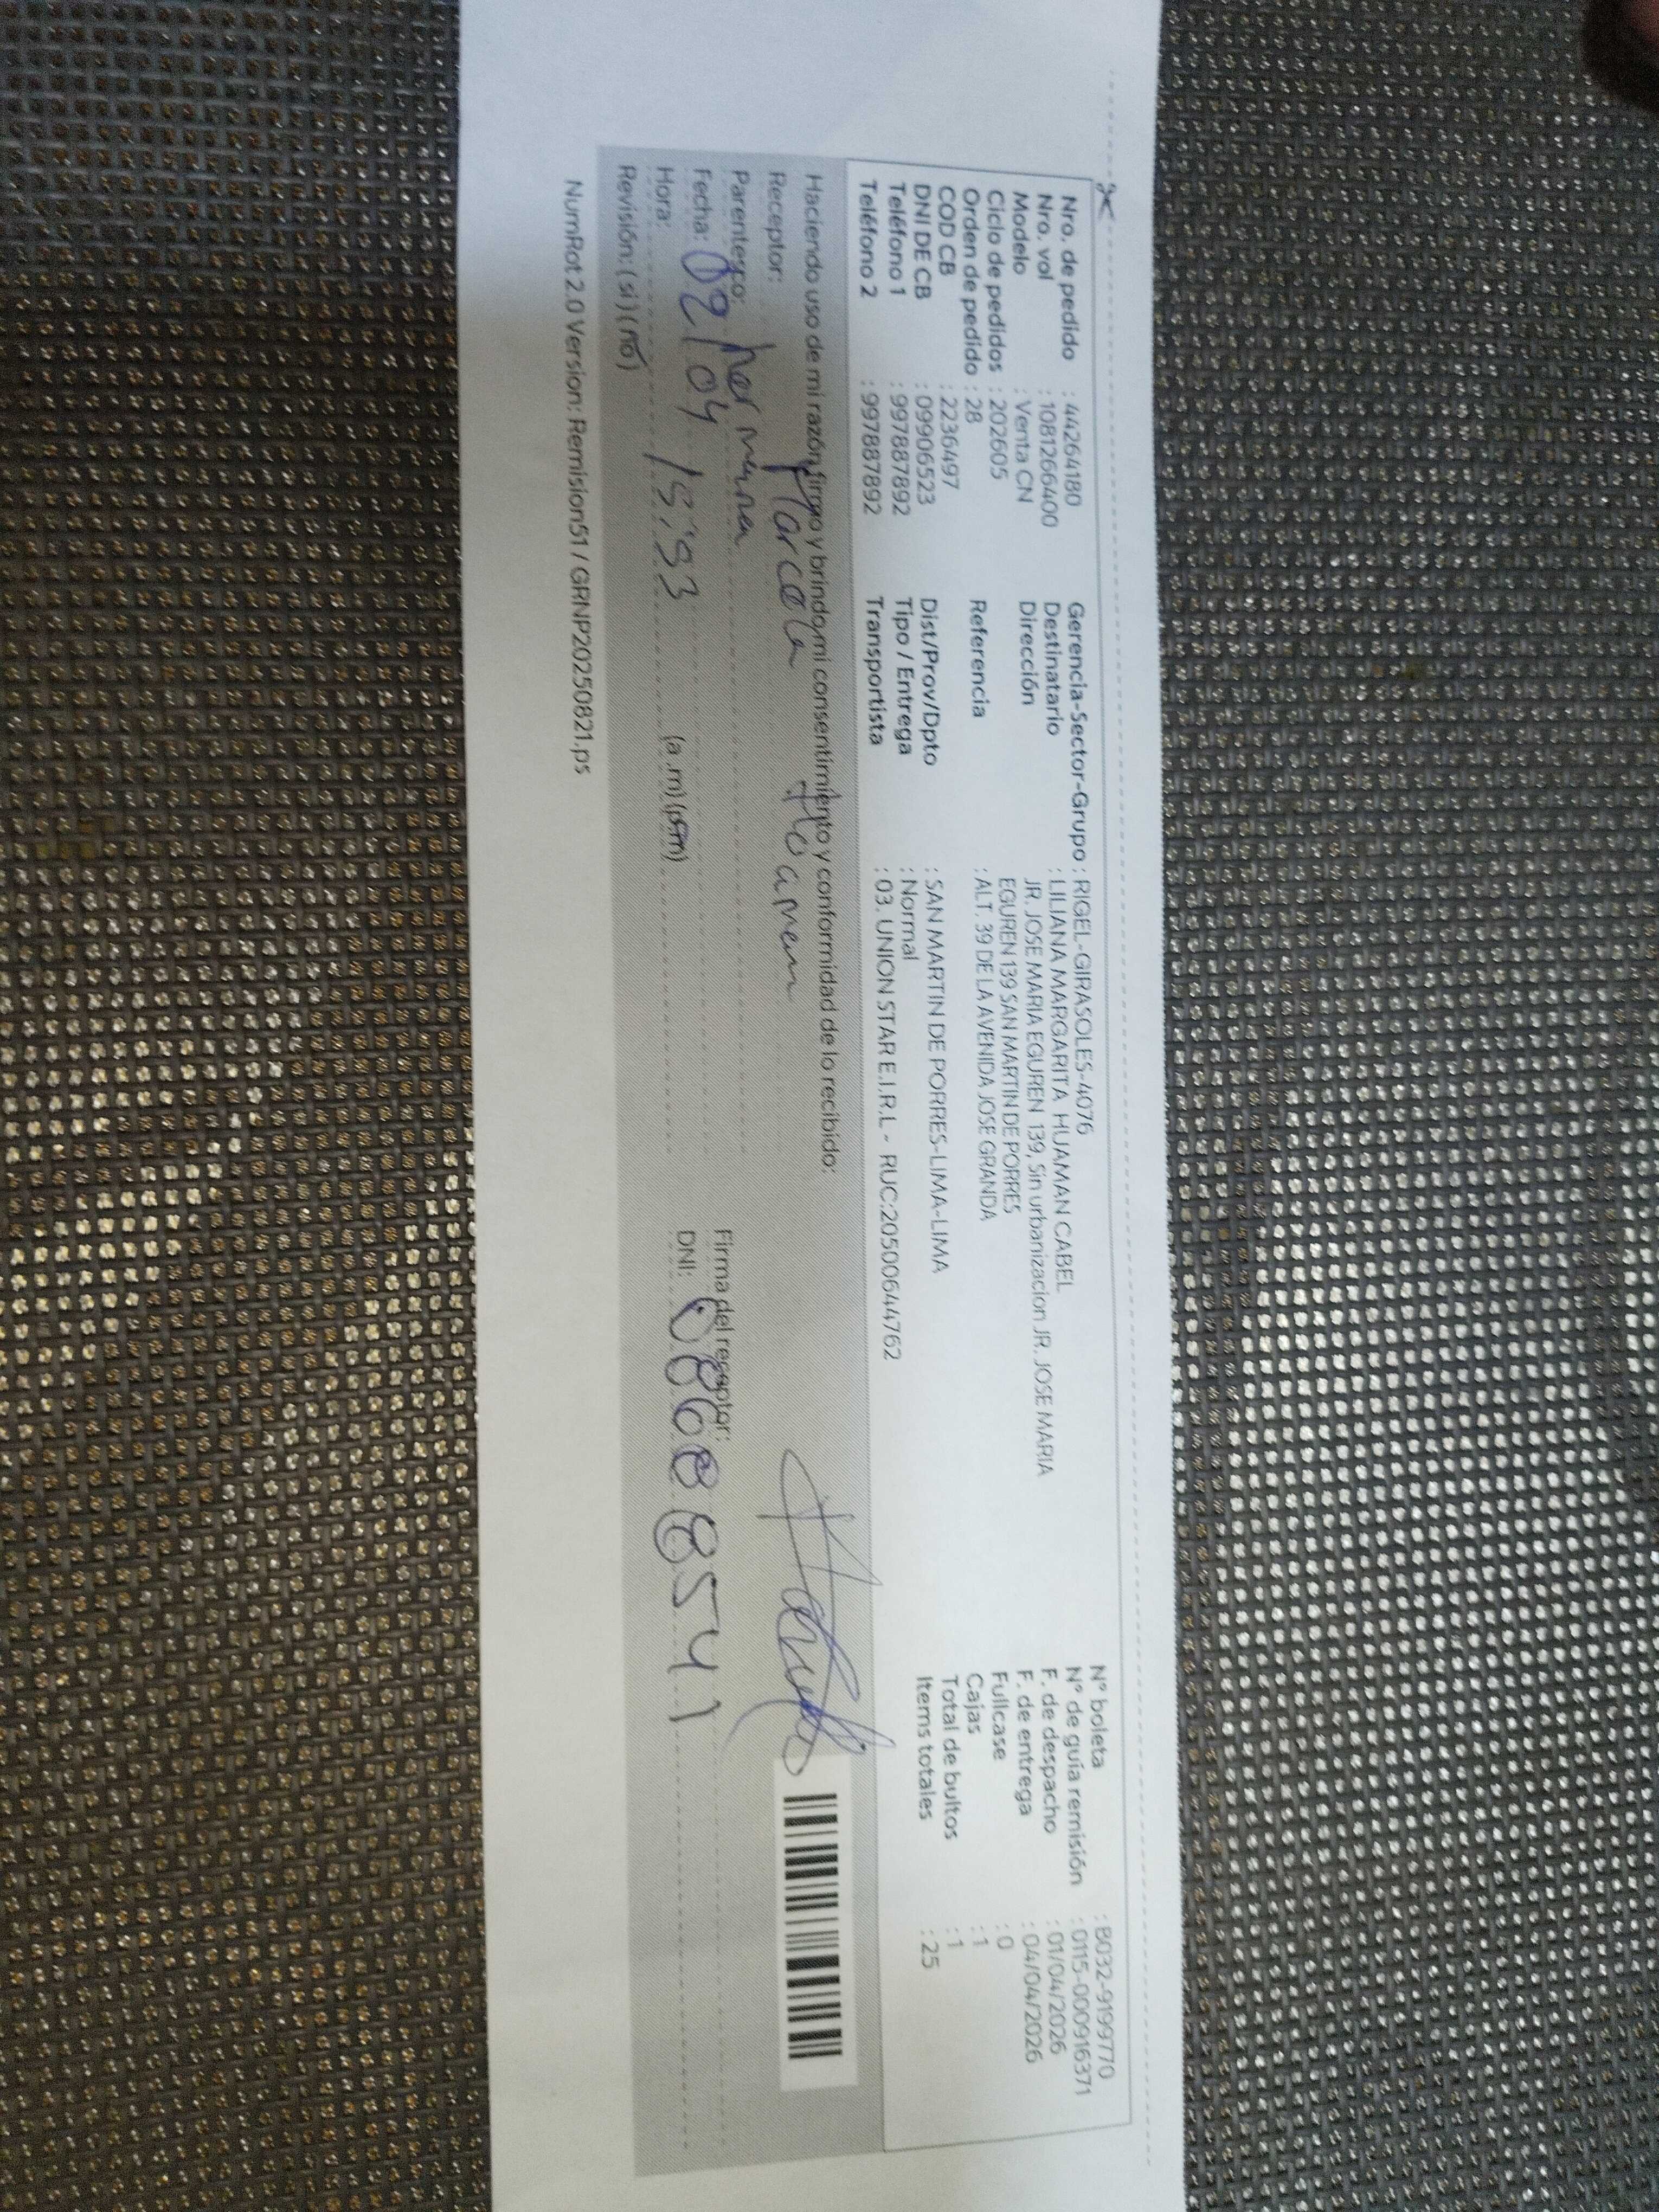 Nro. de pedido : 44264180
Nro. vol : 1081266400
Modelo : Venta CN
Ciclo de pedidos : 202605
Orden de pedido : 28
COD CB : 2236497
DNI DE CB : 09906523
Teléfono 1 : 997887892
Teléfono 2 : 997887892
Gerencia-Sector-Grupo : RIGEL-GIRASOLES-4076
Destinatario : LILIANA MARGARITA HUAMAN CABEL
Dirección JR. JOSE MARIA EGUREN 139, Sin urbanizacion JR. JOSE MARIA
EGUREN 139 SAN MARTIN DE PORRES
Referencia : ALT. 39 DE LA AVENIDA JOSE GRANDA
Dist/Prov/Dpto : SAN MARTIN DE PORRES-LIMA-LIMA
Tipo / Entrega : Normal
Transportista : 03. UNION STAR E.I.R.L - RUC:20500644762
N° boleta : B032-9199770
N° de guía remisión : 0115-000916371
F. de despacho : 01/04/2026
F. de entrega : 04/04/2026
Fullcase : 0
Cajas : 1
Total de bultos : 1
Items totales : 25
Haciendo uso de mi razón firmo y brindo mi consentimiento y conformidad de lo recibido:
Receptor: Marcela Huaman
Parentesco: hermana
Fecha: 02/04
Hora: (a.m) (pm)
Revisión: (si) (no)
Firma del receptor:
DNI:
NumRot 2.0 Version: Remision51 / GRNP20250821.ps